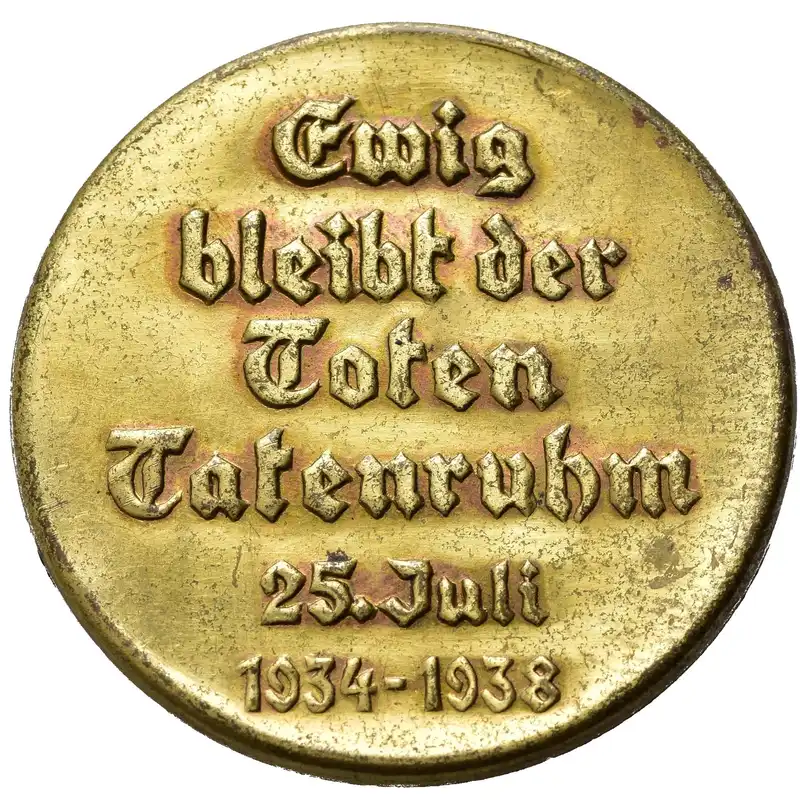 Ewig
bleibt der
Toten
Tatenruhm
25. Juli
1934-1938